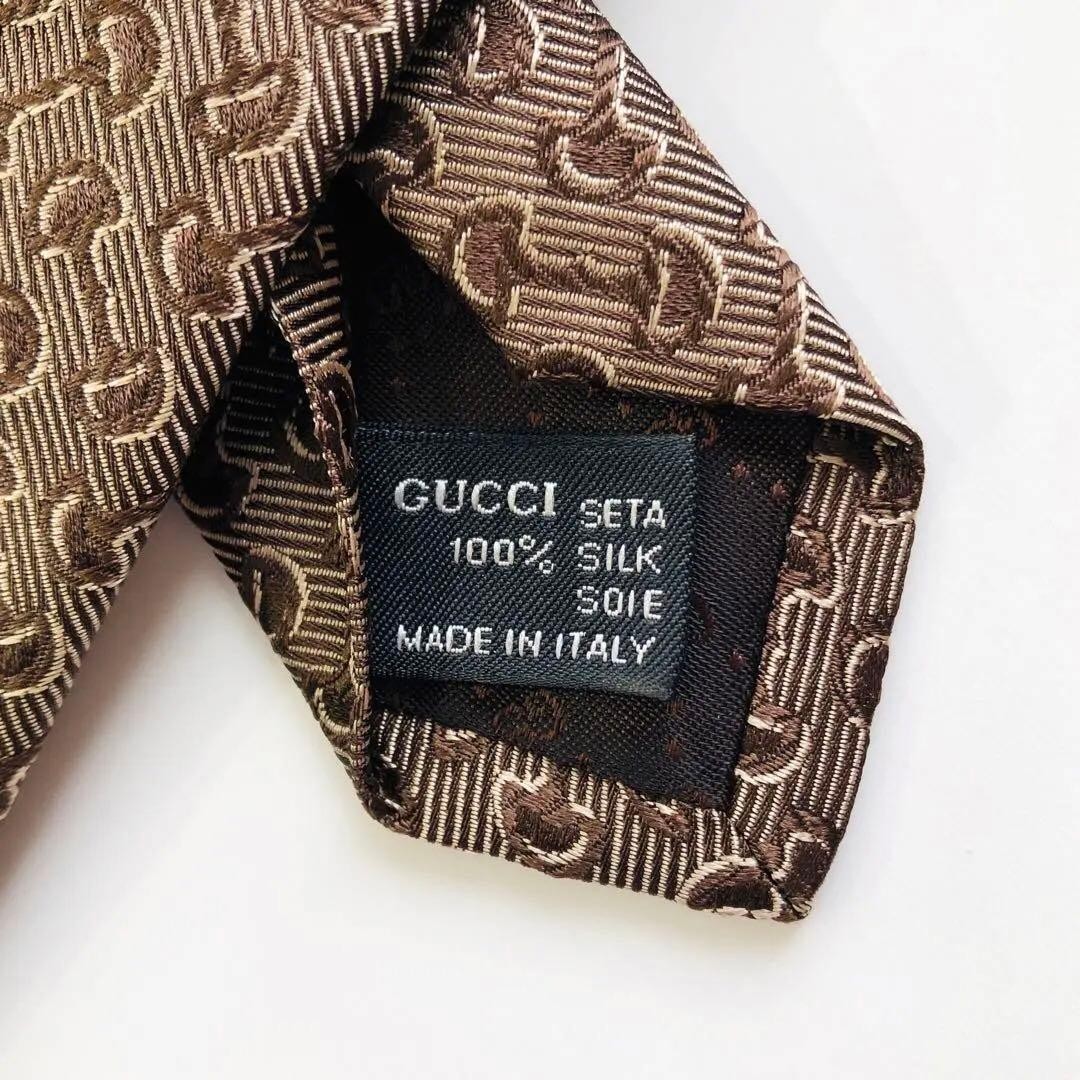 GUCCI SETA
100% SILK
SOIE
MADE IN ITALY